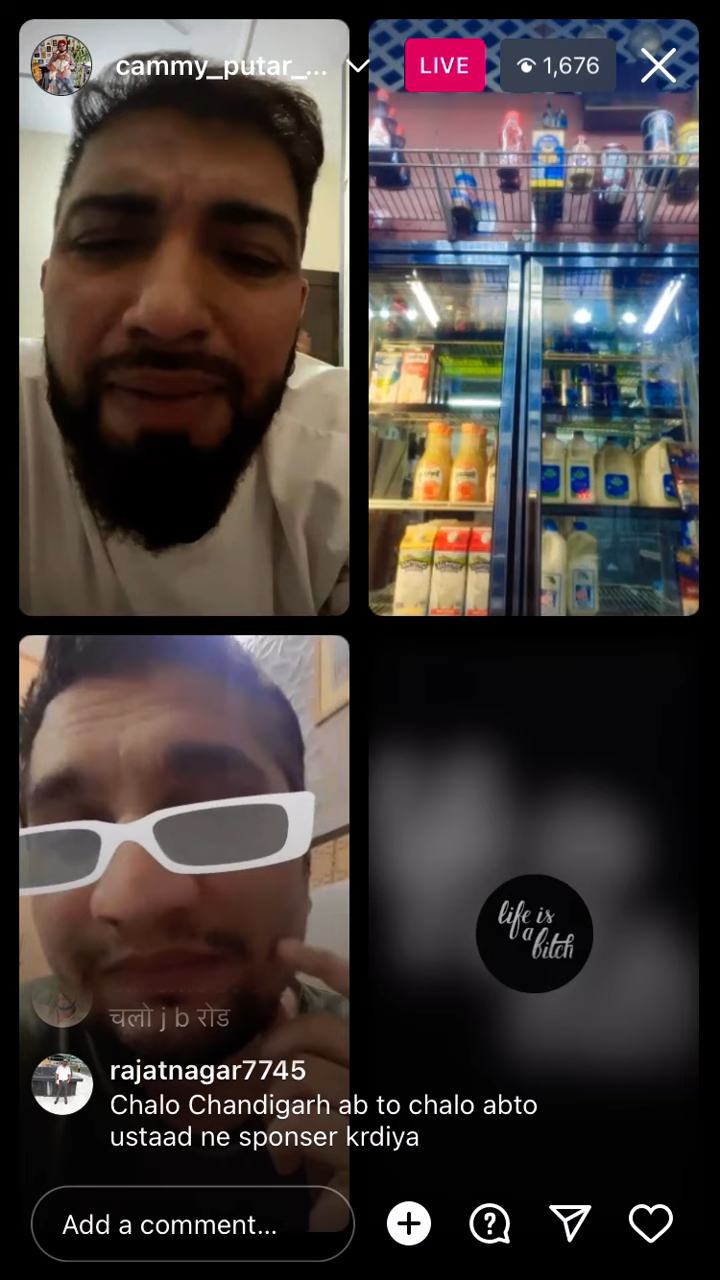 cammy_putar_...
LIVE
1,676
life is
a
bitch
चलो j b रोड
rajatnagar7745
Chalo Chandigarh ab to chalo abto
ustaad ne sponser krdiya
Add a comment...